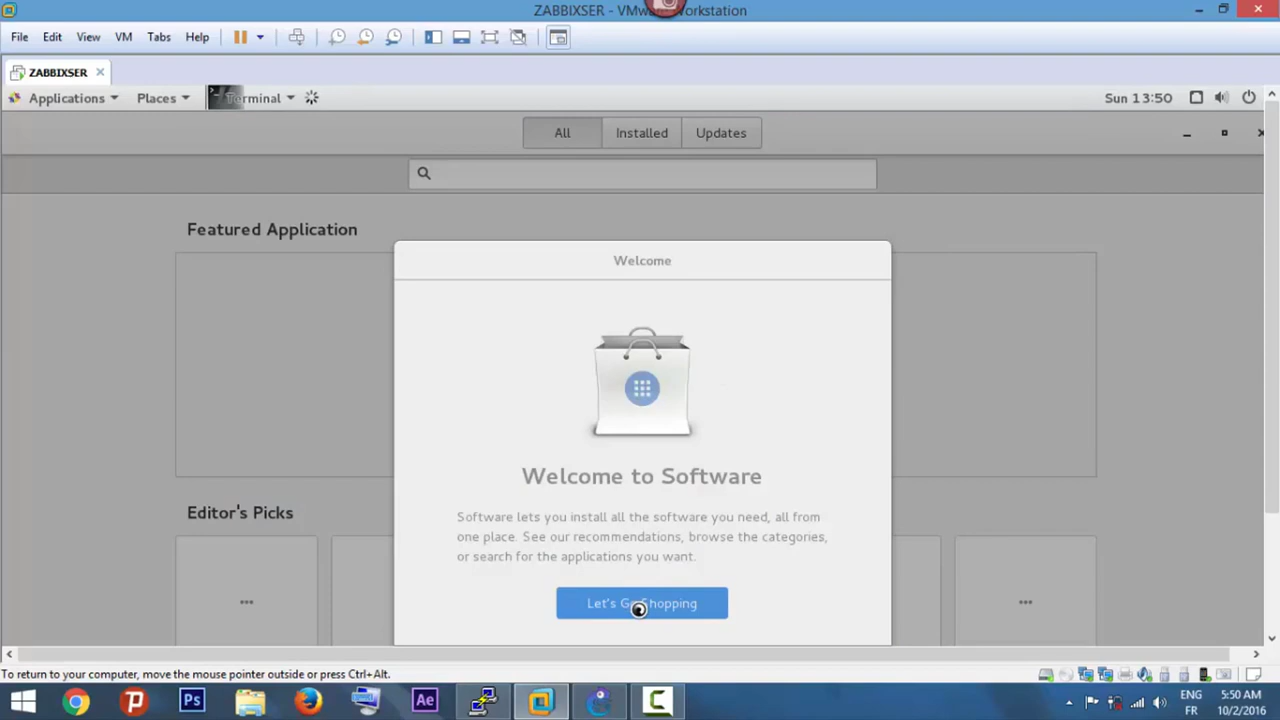 ZABBIXSER - VMware Workstation
File Edit View VM Tabs Help
ZABBIXSER
Applications Places Terminal Sun 13:50
All Installed Updates
Featured Application
Welcome
Welcome to Software
Software lets you install all the software you need, all from
one place. See our recommendations, browse the categories,
or search for the applications you want.
Let's Go Shopping
Editor's Picks
To return to your computer, move the mouse pointer outside or press Ctrl+Alt.
Ps Ae
ENG 5:50 AM
FR 10/2/2016